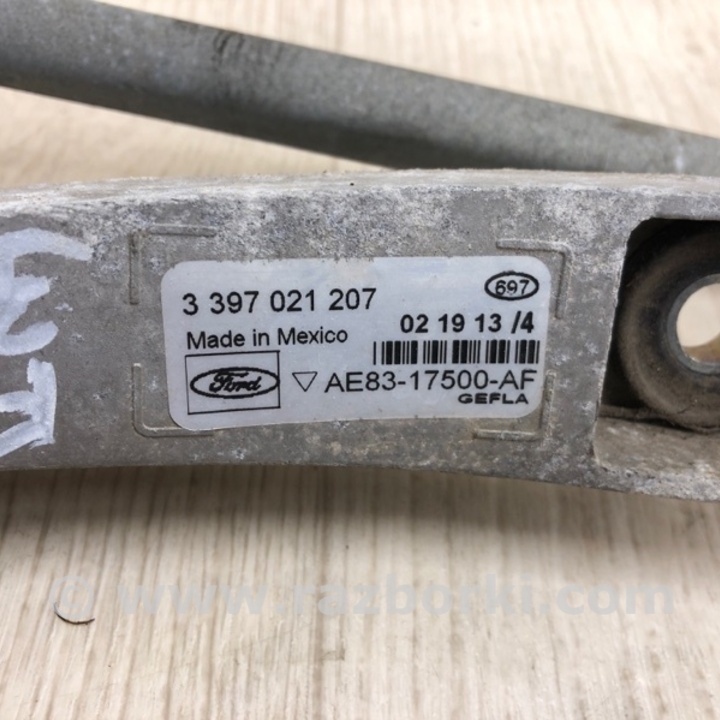 3 397 021 207
697
Made in Mexico
02 19 13 /4
Ford
AE83-17500-AF
GEFLA
© www.razborki.com